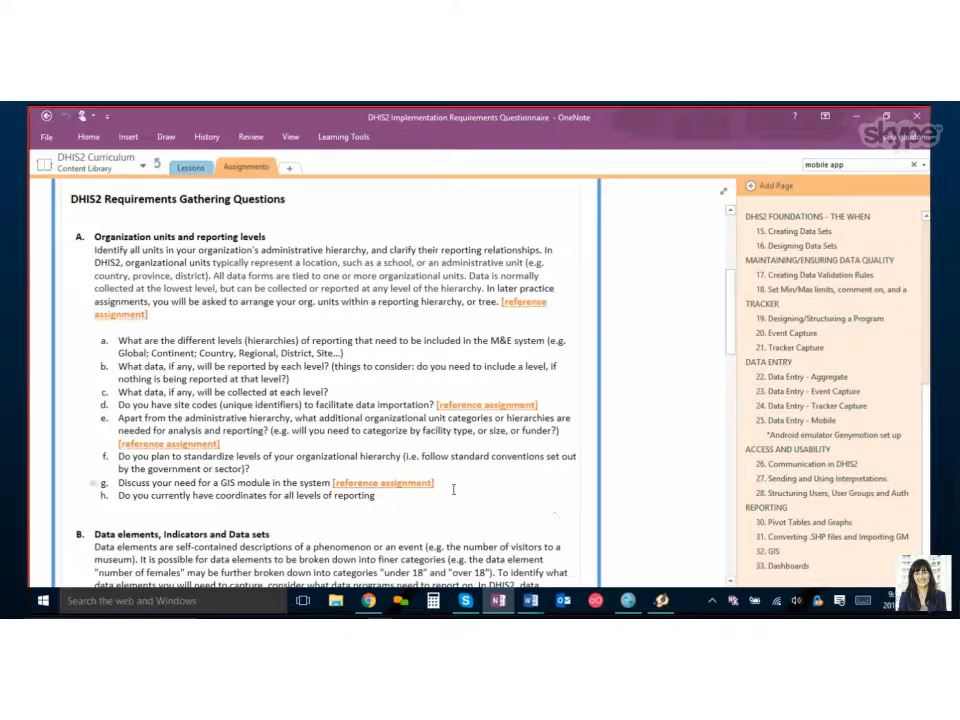 DHIS2 Implementation Requirements Questionnaire - OneNote
?
skype
File Home Insert Draw History Review View Learning Tools
DHIS2 Curriculum
Content Library
Lessons
Assignments
mobile app
Add Page
DHIS2 Requirements Gathering Questions
A. Organization units and reporting levels
Identify all units in your organization's administrative hierarchy, and clarify their reporting relationships. In
DHIS2, organizational units typically represent a location, such as a school, or an administrative unit (e.g.
country, province, district). All data forms are tied to one or more organizational units. Data is normally
collected at the lowest level, but can be collected or reported at any level of the hierarchy. In later practice
assignments, you will be asked to arrange your org. units within a reporting hierarchy, or tree. [reference
assignment]
a. What are the different levels (hierarchies) of reporting that need to be included in the M&E system (e.g.
Global; Continent; Country, Regional, District, Site...)
b. What data, if any, will be reported by each level? (things to consider: do you need to include a level, if
nothing is being reported at that level?)
c. What data, if any, will be collected at each level?
d. Do you have site codes (unique identifiers) to facilitate data importation? [reference assignment]
e. Apart from the administrative hierarchy, what additional organizational unit categories or hierarchies are
needed for analysis and reporting? (e.g. will you need to categorize by facility type, or size, or funder?)
[reference assignment]
f. Do you plan to standardize levels of your organizational hierarchy (i.e. follow standard conventions set out
by the government or sector)?
g. Discuss your need for a GIS module in the system [reference assignment]
h. Do you currently have coordinates for all levels of reporting
B. Data elements, Indicators and Data sets
Data elements are self-contained descriptions of a phenomenon or an event (e.g. the number of visitors to a
museum). It is possible for data elements to be broken down into finer categories (e.g. the data element
"number of females" may be further broken down into categories "under 18" and "over 18"). To identify what
data elements you will need to capture, consider what data programs need to report on. In DHIS2, data
DHIS2 FOUNDATIONS - THE WHEN
15. Creating Data Sets
16. Designing Data Sets
MAINTAINING/ENSURING DATA QUALITY
17. Creating Data Validation Rules
18. Set Min/Max limits, comment on, and a
TRACKER
19. Designing/Structuring a Program
20. Event Capture
21. Tracker Capture
DATA ENTRY
22. Data Entry - Aggregate
23. Data Entry - Event Capture
24. Data Entry - Tracker Capture
25. Data Entry - Mobile
*Android emulator Genymotion set up
ACCESS AND USABILITY
26. Communication in DHIS2
27. Sending and Using Interpretations
28. Structuring Users, User Groups and Auth
REPORTING
30. Pivot Tables and Graphs
31. Converting .SHP files and Importing GM
32. GIS
33. Dashboards
Search the web and Windows